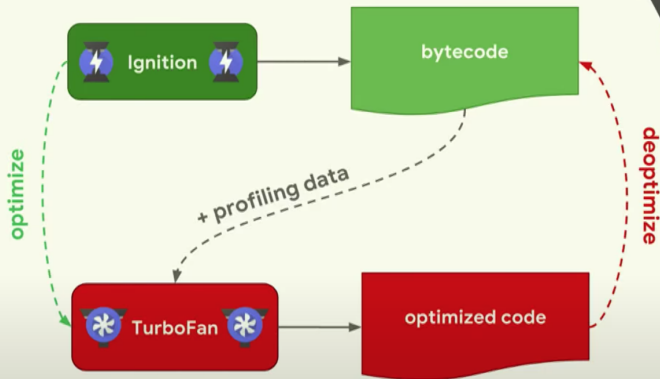 Ignition
bytecode
optimize
+ profiling data
deoptimize
TurboFan
optimized code